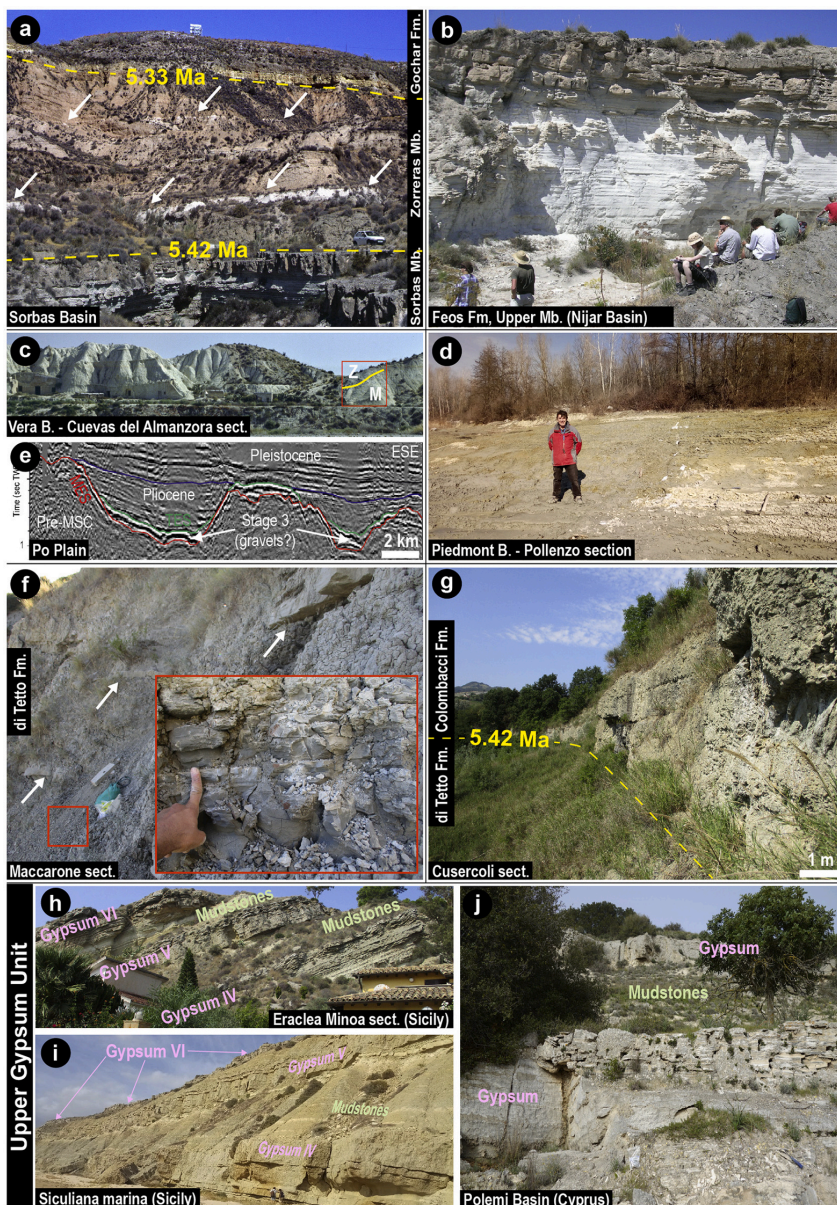 a
5.33 Ma
5.42 Ma
Sorbas Basin
Gochar Fm.
Zorreras Mb.
Sorbas Mb.
b
Feos Fm, Upper Mb. (Nijar Basin)
c
Z
M
Vera B. - Cuevas del Almanzora sect.
d
Piedmont B. - Pollenzo section
e
Pleistocene
ESE
MES
Pliocene
Pre-MSC
Stage 3
(gravels?)
1
2 km
Po Plain
f
di Tetto Fm.
Maccarone sect.
g
Colombacci Fm.
5.42 Ma
di Tetto Fm.
1 m
Cusercoli sect.
Upper Gypsum Unit
h
Gypsum VI
Mudstones
Mudstones
Gypsum V
Gypsum IV
Eraclea Minoa sect. (Sicily)
i
Gypsum VI
Gypsum V
Mudstones
Gypsum IV
Siculiana marina (Sicily)
j
Gypsum
Mudstones
Gypsum
Polemi Basin (Cyprus)